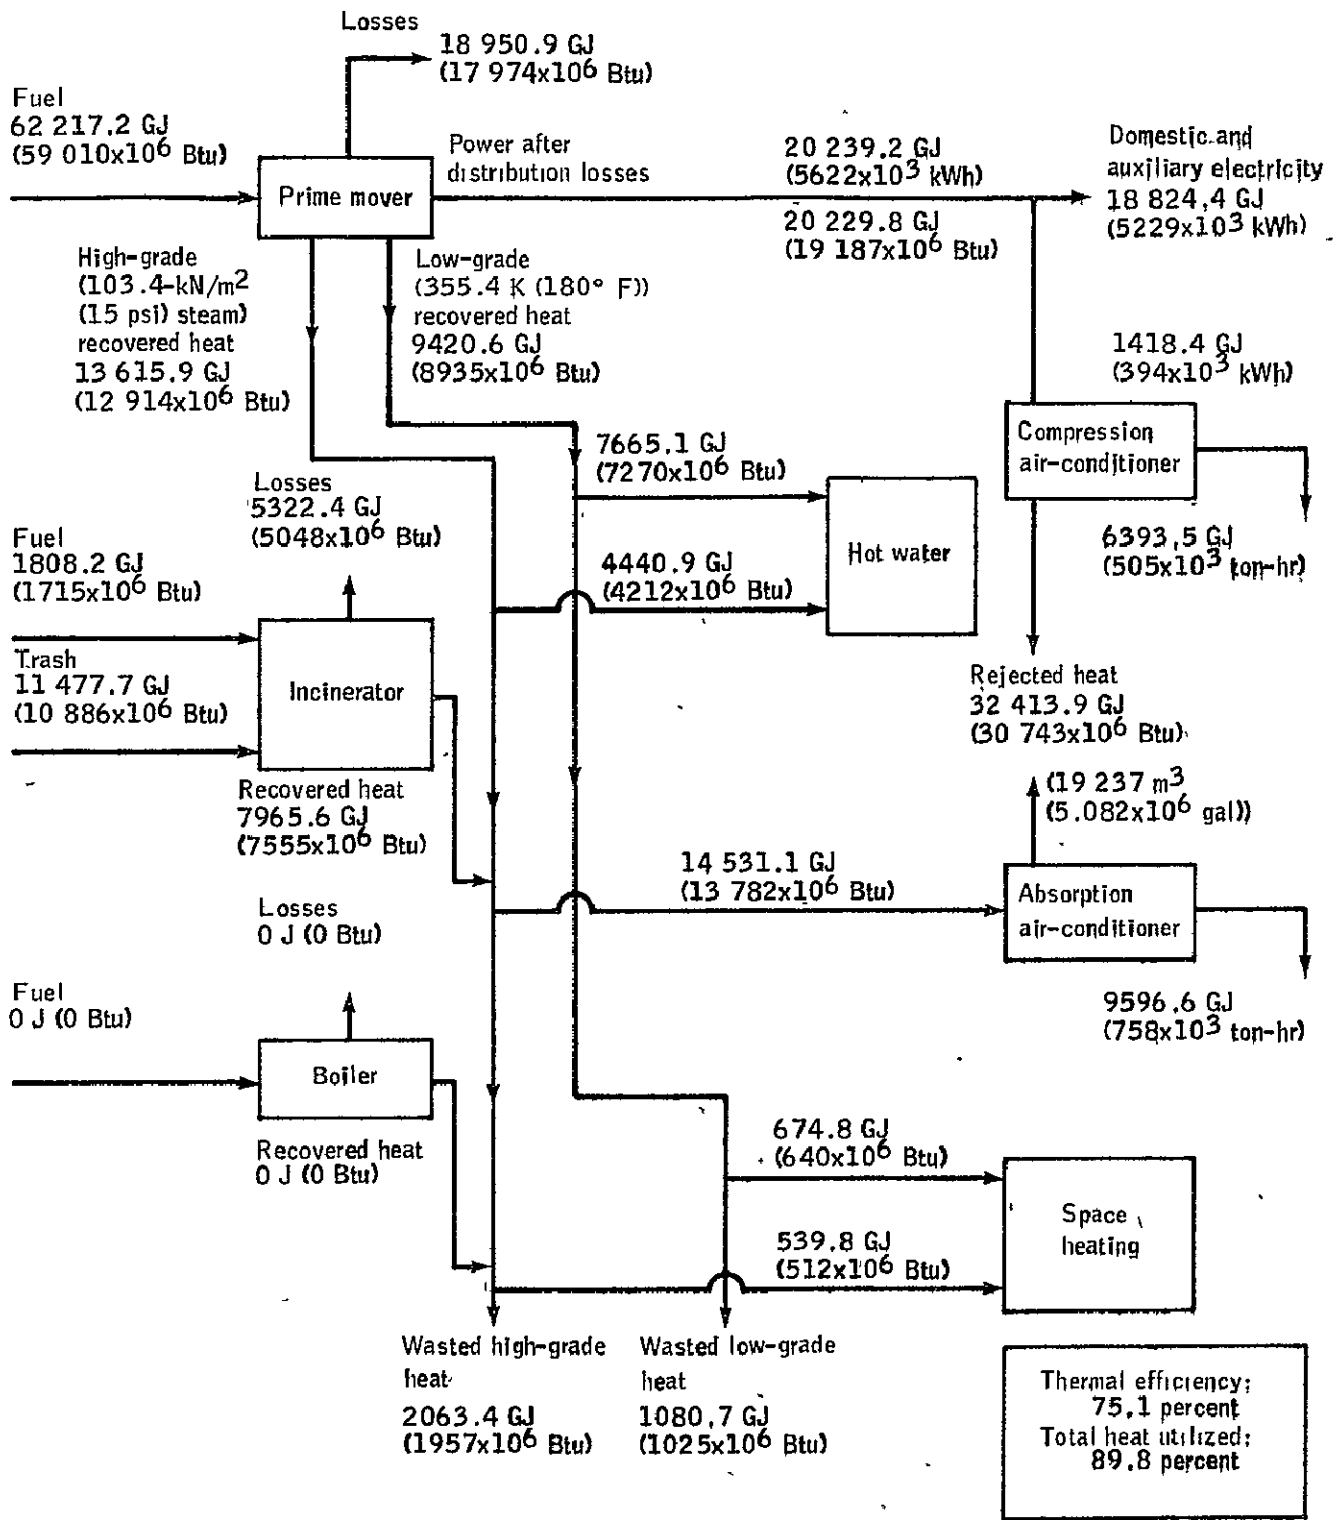 Losses
18 950.9 GJ
(17 974x10⁶ Btu)
Fuel
62 217.2 GJ
(59 010x10⁶ Btu)
Prime mover
Power after
distribution losses
20 239.2 GJ
(5622x10³ kWh)
20 229.8 GJ
(19 187x10⁶ Btu)
Domestic and
auxiliary electricity
18 824,4 GJ
(5229x10³ kWh)
High-grade
(103.4-kN/m²
(15 psi) steam)
recovered heat
13 615.9 GJ
(12 914x10⁶ Btu)
Low-grade
(355.4 K (180° F))
recovered heat
9420.6 GJ
(8935x10⁶ Btu)
1418.4 GJ
(394x10³ kWh)
Compression
air-conditioner
6393,5 GJ
(505x10³ ton-hr)
7665.1 GJ
(7270x10⁶ Btu)
Hot water
4440.9 GJ
(4212x10⁶ Btu)
Losses
5322.4 GJ
(5048x10⁶ Btu)
Fuel
1808.2 GJ
(1715x10⁶ Btu)
Trash
11 477.7 GJ
(10 886x10⁶ Btu)
Incinerator
Recovered heat
7965.6 GJ
(7555x10⁶ Btu)
Rejected heat
32 413.9 GJ
(30 743x10⁶ Btu)
(19 237 m³
(5.082x10⁶ gal))
14 531.1 GJ
(13 782x10⁶ Btu)
Absorption
air-conditioner
9596.6 GJ
(758x10³ ton-hr)
Losses
0 J (0 Btu)
Fuel
0 J (0 Btu)
Boiler
Recovered heat
0 J (0 Btu)
674.8 GJ
(640x10⁶ Btu)
Space
heating
539.8 GJ
(512x10⁶ Btu)
Wasted high-grade
heat
2063.4 GJ
(1957x10⁶ Btu)
Wasted low-grade
heat
1080,7 GJ
(1025x10⁶ Btu)
Thermal efficiency:
75,1 percent
Total heat utilized:
89.8 percent